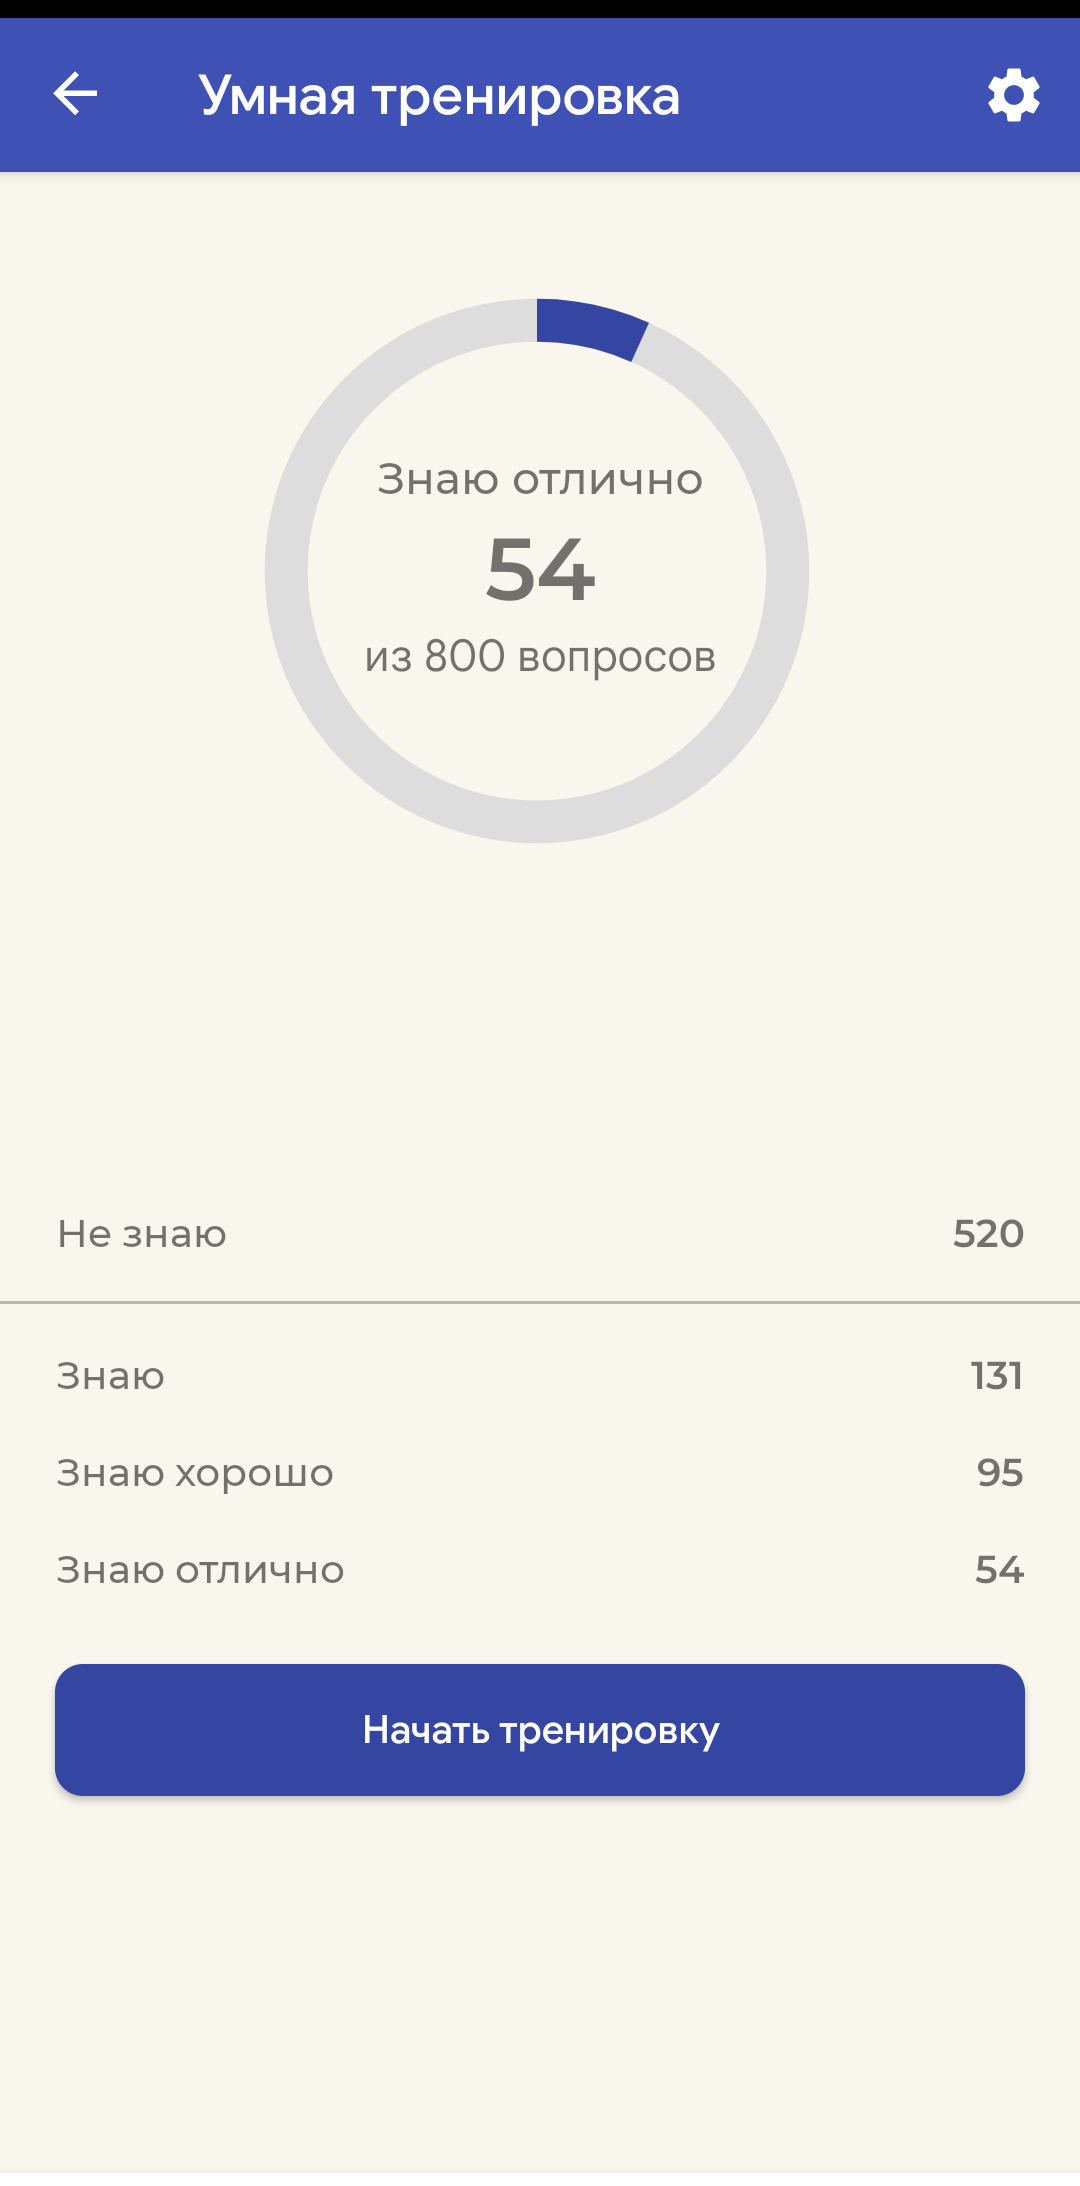 Умная тренировка
Знаю отлично
54
из 800 вопросов
Не знаю 520
Знаю 131
Знаю хорошо 95
Знаю отлично 54
Начать тренировку